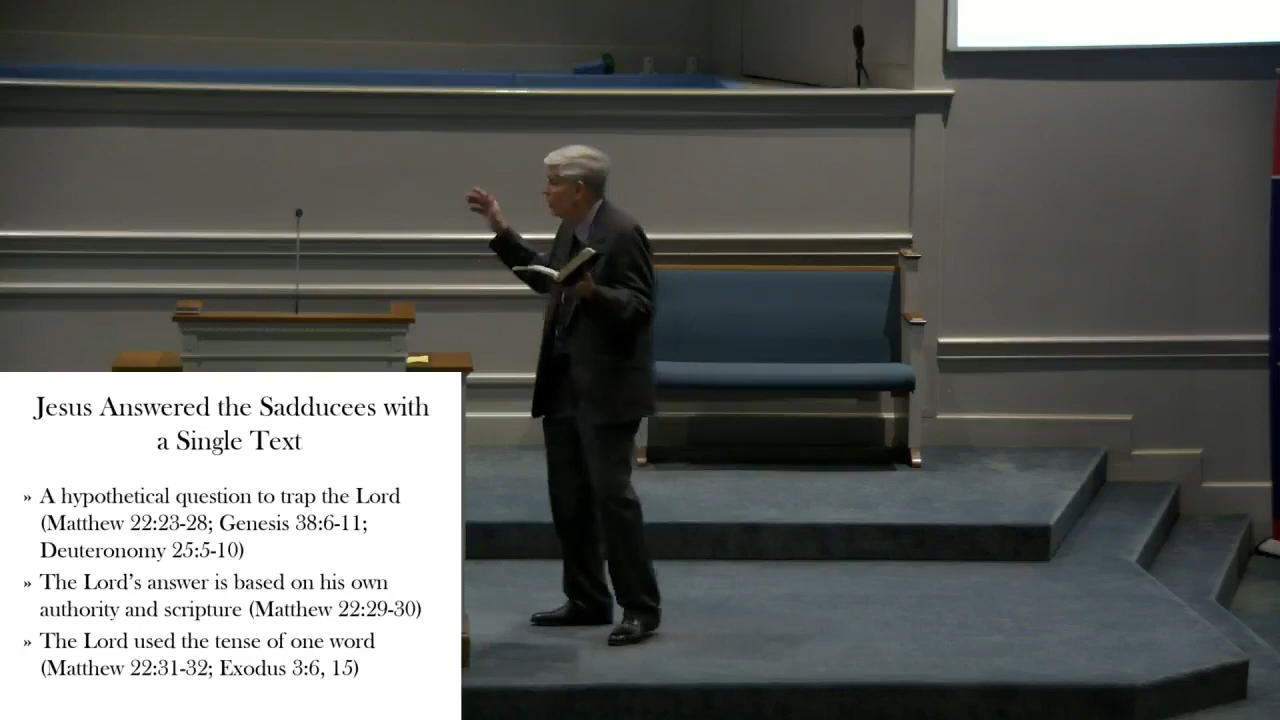 Jesus Answered the Sadducees with
a Single Text
» A hypothetical question to trap the Lord
(Matthew 22:23-28; Genesis 38:6-11;
Deuteronomy 25:5-10)
» The Lord’s answer is based on his own
authority and scripture (Matthew 22:29-30)
» The Lord used the tense of one word
(Matthew 22:31-32; Exodus 3:6, 15)